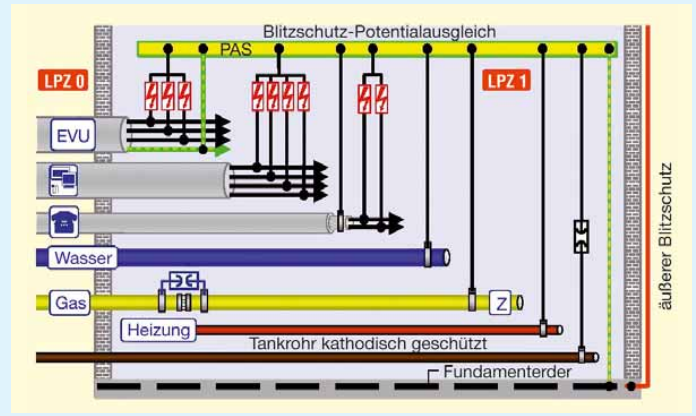 Blitzschutz-Potentialausgleich
PAS
LPZ 0
LPZ 1
EVU
Wasser
Gas
Z
Heizung
Tankrohr kathodisch geschützt
Fundamenterder
äußerer Blitzschutz